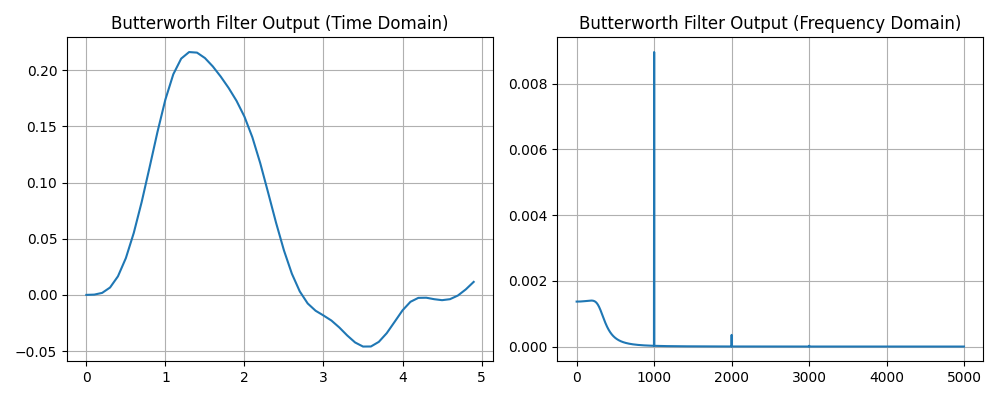 Butterworth Filter Output (Time Domain)
0.20
0.15
0.10
0.05
0.00
−0.05
0 1 2 3 4 5
Butterworth Filter Output (Frequency Domain)
0.008
0.006
0.004
0.002
0.000
0 1000 2000 3000 4000 5000